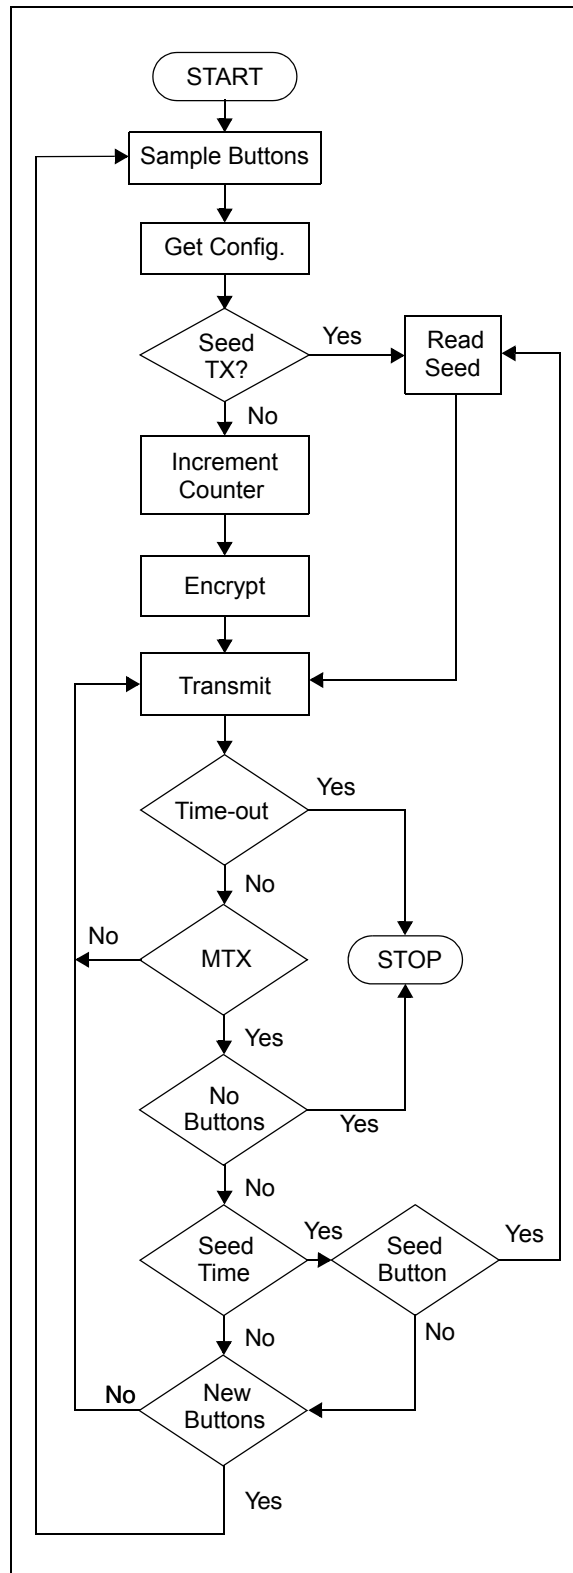 START
Sample Buttons
Get Config.
Seed
TX?
Yes
Read
Seed
No
Increment
Counter
Encrypt
Transmit
Time-out
Yes
No
MTX
No
STOP
Yes
No
Buttons
Yes
No
Seed
Time
Yes
Seed
Button
Yes
No
No
New
Buttons
No
Yes